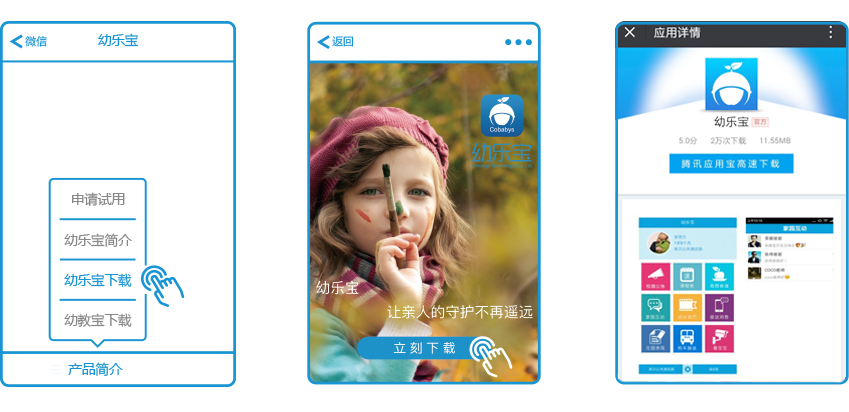 微信
幼乐宝
申请试用
幼乐宝简介
幼乐宝下载
幼教宝下载
产品简介
返回
Cobabys
幼乐宝
幼乐宝
让亲人的守护不再遥远
立刻下载
应用详情
幼乐宝 官方
5.0分 2万次下载 11.55MB
腾讯应用宝高速下载
幼乐宝
家园互动
家园互动